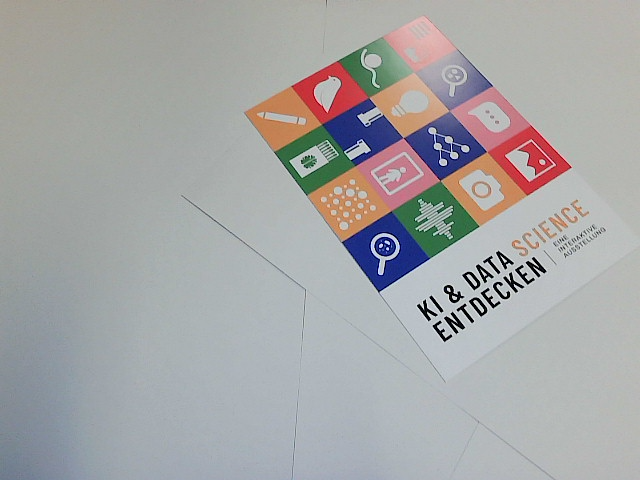 KI & DATA SCIENCE
ENTDECKEN
EINE
INTERAKTIVE
AUSSTELLUNG